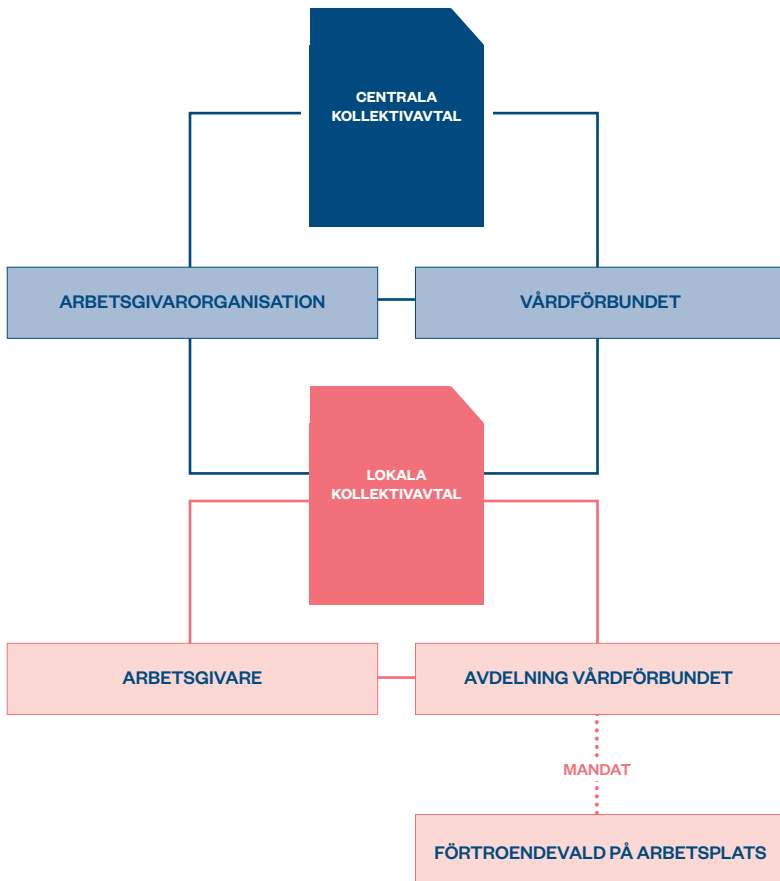 CENTRALA
KOLLEKTIVAVTAL
ARBETSGIVARORGANISATION
VÅRDFÖRBUNDET
LOKALA
KOLLEKTIVAVTAL
ARBETSGIVARE
AVDELNING VÅRDFÖRBUNDET
MANDAT
FÖRTROENDEVALD PÅ ARBETSPLATS